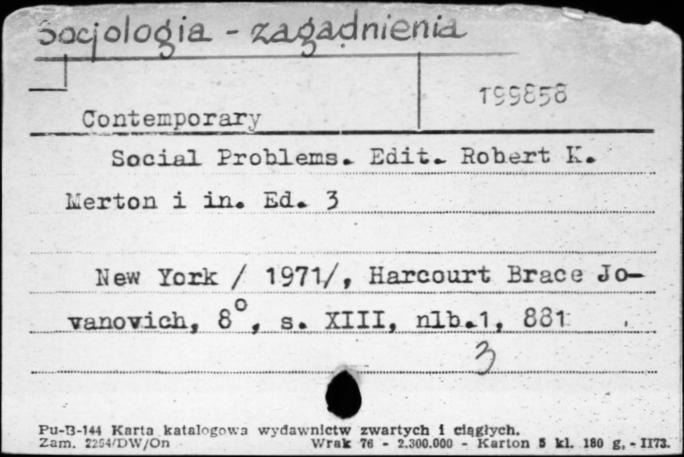 Socjologia - zagadnienia
199858
Contemporary
Social Problems. Edit. Robert K.
Merton i in. Ed. 3
New York / 1971/, Harcourt Brace Jo-
vanovich, 8°, s. XIII, nlb.1, 881
3
Pu-B-144 Karta katalogowa wydawnictw zwartych i ciągłych.
Zam. 2254/DW/On Wrak 76 - 2.300.000 - Karton 5 kl. 180 g. - II73.